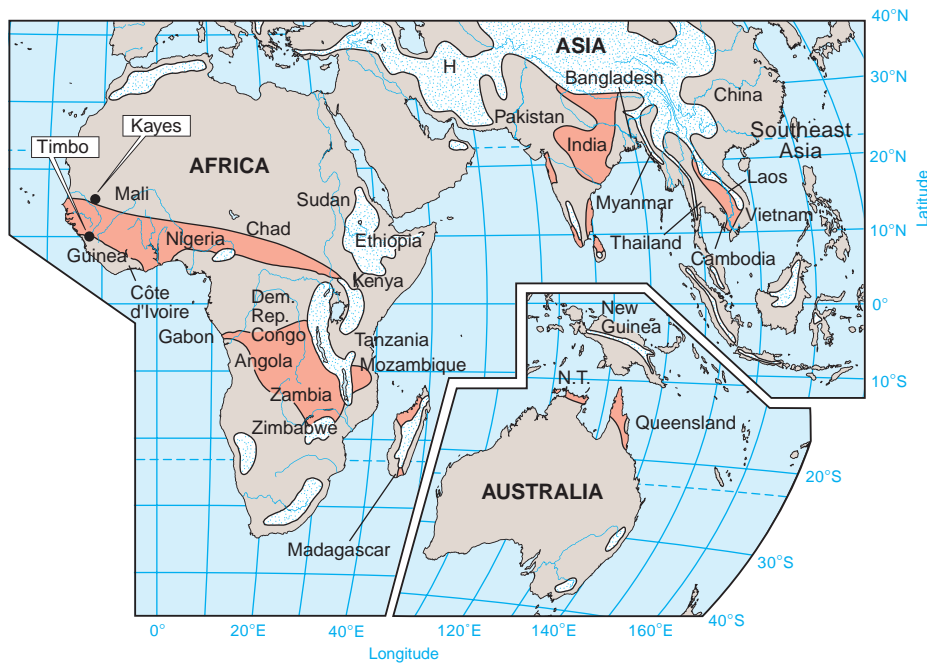 40°N
ASIA
H
Bangladesh
30°N
China
Pakistan
Kayes
Southeast
Asia
Timbo
India
AFRICA
20°N
Laos
Mali
Sudan
Myanmar
Latitude
Vietnam
Chad
Nigeria
Ethiopia
Thailand
10°N
Guinea
Cambodia
Kenya
Côte
d'Ivoire
Dem.
Rep.
Congo
0°
New
Guinea
Gabon
Tanzania
Angola
Mozambique
N.T.
10°S
Zambia
Zimbabwe
Queensland
20°S
AUSTRALIA
Madagascar
30°S
40°S
0°
20°E
40°E
120°E
140°E
160°E
Longitude